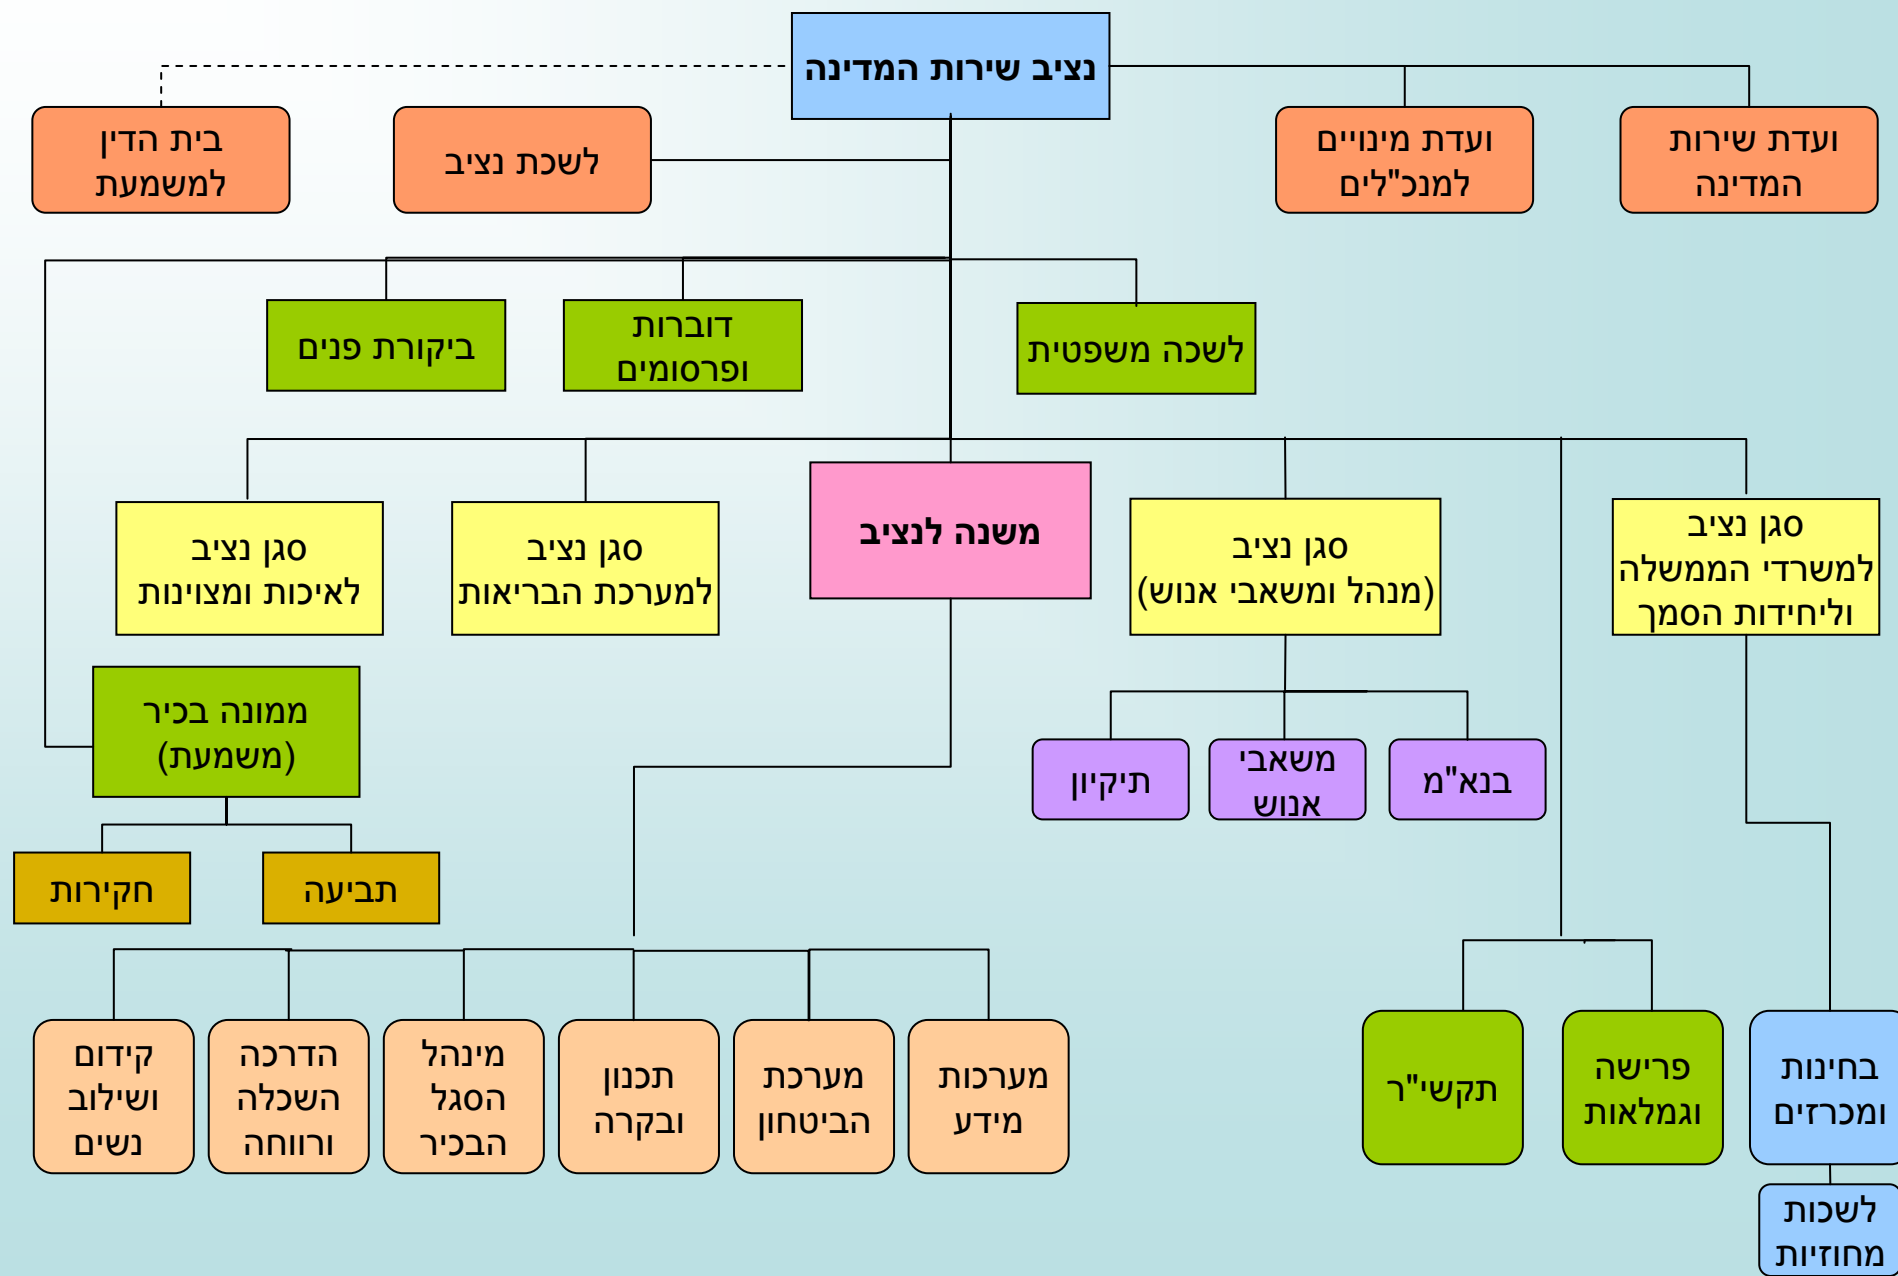 נציב שירות המדינה
ועדת שירות
המדינה
ועדת מינויים
למנכ"לים
לשכת נציב
בית הדין
למשמעת
לשכה משפטית
דוברות
ופרסומים
ביקורת פנים
סגן נציב
למשרדי הממשלה
וליחידות הסמך
סגן נציב
(מנהל ומשאבי אנוש)
משנה לנציב
סגן נציב
למערכת הבריאות
סגן נציב
לאיכות ומצוינות
ממונה בכיר
(משמעת)
בנא"מ
משאבי
אנוש
תיקיון
תביעה
חקירות
בחינות
ומכרזים
פרישה
וגמלאות
תקשי"ר
מערכות
מידע
מערכת
הביטחון
תכנון
ובקרה
מינהל
הסגל
הבכיר
הדרכה
השכלה
ורווחה
קידום
ושילוב
נשים
לשכות
מחוזיות